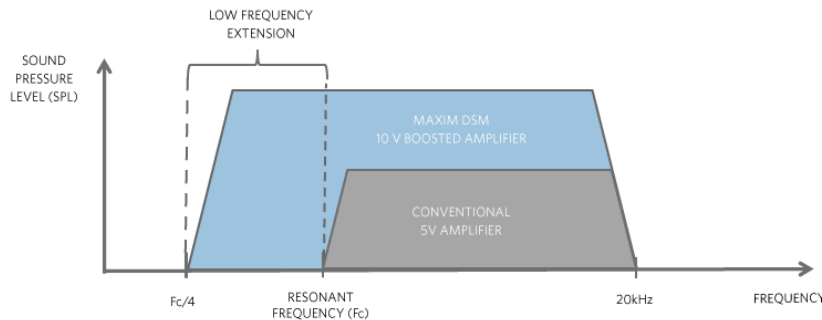 LOW FREQUENCY
EXTENSION
SOUND
PRESSURE
LEVEL (SPL)
MAXIM DSM
10 V BOOSTED AMPLIFIER
CONVENTIONAL
5V AMPLIFIER
Fc/4
RESONANT
FREQUENCY (Fc)
20kHz
FREQUENCY